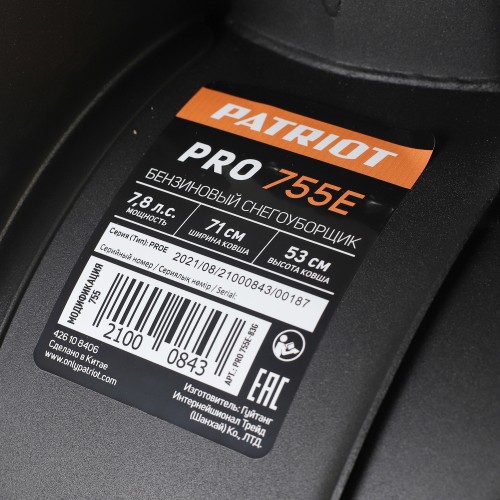 PATRIOT
PRO 755E
БЕНЗИНОВЫЙ СНЕГОУБОРЩИК
7,8 л.с. 71 см 53 см
МОЩНОСТЬ ШИРИНА КОВША ВЫСОТА КОВША
Серия (Тип): PROE 2021/08/21000843/00187
Серийный номер / Сериялық нөмір / Serial:
МОДИФИКАЦИЯ
755
2100 0843
АРТ.: PRO 755E-B3G
426 10 8406
Сделано в Китае
www.onlypatriot.com
EAC
Изготовитель: Гуйтанг
Интернейшионал Трейд
(Шанхай) Ко., ЛТД.